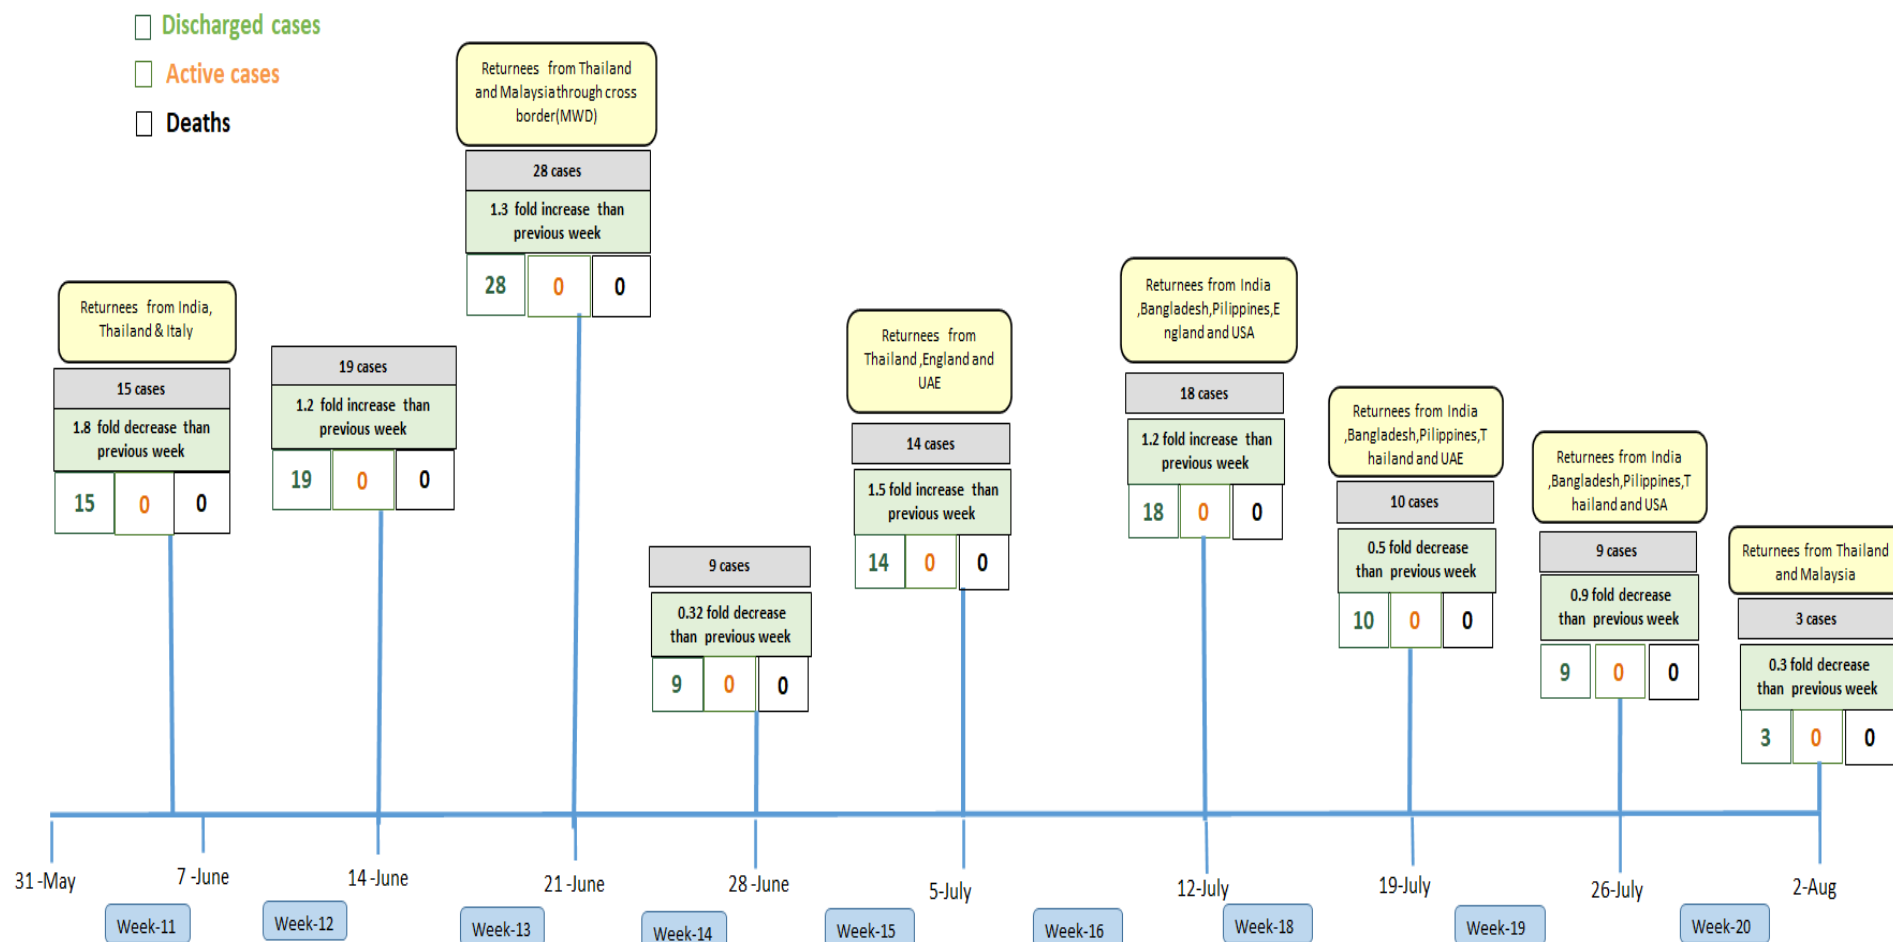 Discharged cases
Active cases
Deaths
Returnees from India,
Thailand & Italy
15 cases
1.8 fold decrease than
previous week
15 0 0
19 cases
1.2 fold increase than
previous week
19 0 0
Returnees from Thailand
and Malaysiathrough cross
border(MWD)
28 cases
1.3 fold increase than
previous week
28 0 0
9 cases
0.32 fold decrease
than previous week
9 0 0
Returnees from
Thailand ,England and
UAE
14 cases
1.5 fold increase than
previous week
14 0 0
Returnees from India
,Bangladesh,Pilippines,E
ngland and USA
18 cases
1.2 fold increase than
previous week
18 0 0
Returnees from India
,Bangladesh,Pilippines,T
hailand and UAE
10 cases
0.5 fold decrease
than previous week
10 0 0
Returnees from India
,Bangladesh,Pilippines,T
hailand and USA
9 cases
0.9 fold decrease
than previous week
9 0 0
Returnees from Thailand
and Malaysia
3 cases
0.3 fold decrease
than previous week
3 0 0
31 -May 7 -June 14 -June 21 -June 28 -June 5-July 12-July 19-July 26-July 2-Aug
Week-11 Week-12 Week-13 Week-14 Week-15 Week-16 Week-18 Week-19 Week-20